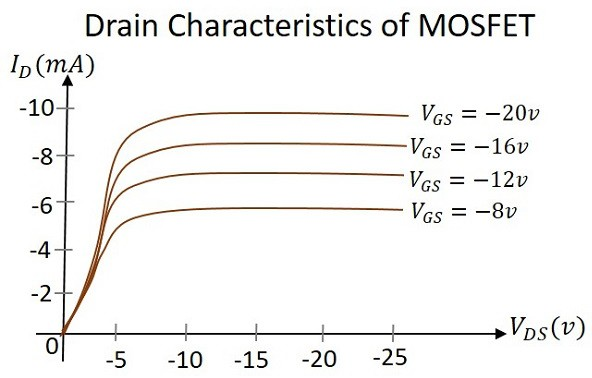 Drain Characteristics of MOSFET
I_D(mA)
-10
-8
-6
-4
-2
0
V_GS = −20v
V_GS = −16v
V_GS = −12v
V_GS = −8v
-5 -10 -15 -20 -25
V_DS(v)